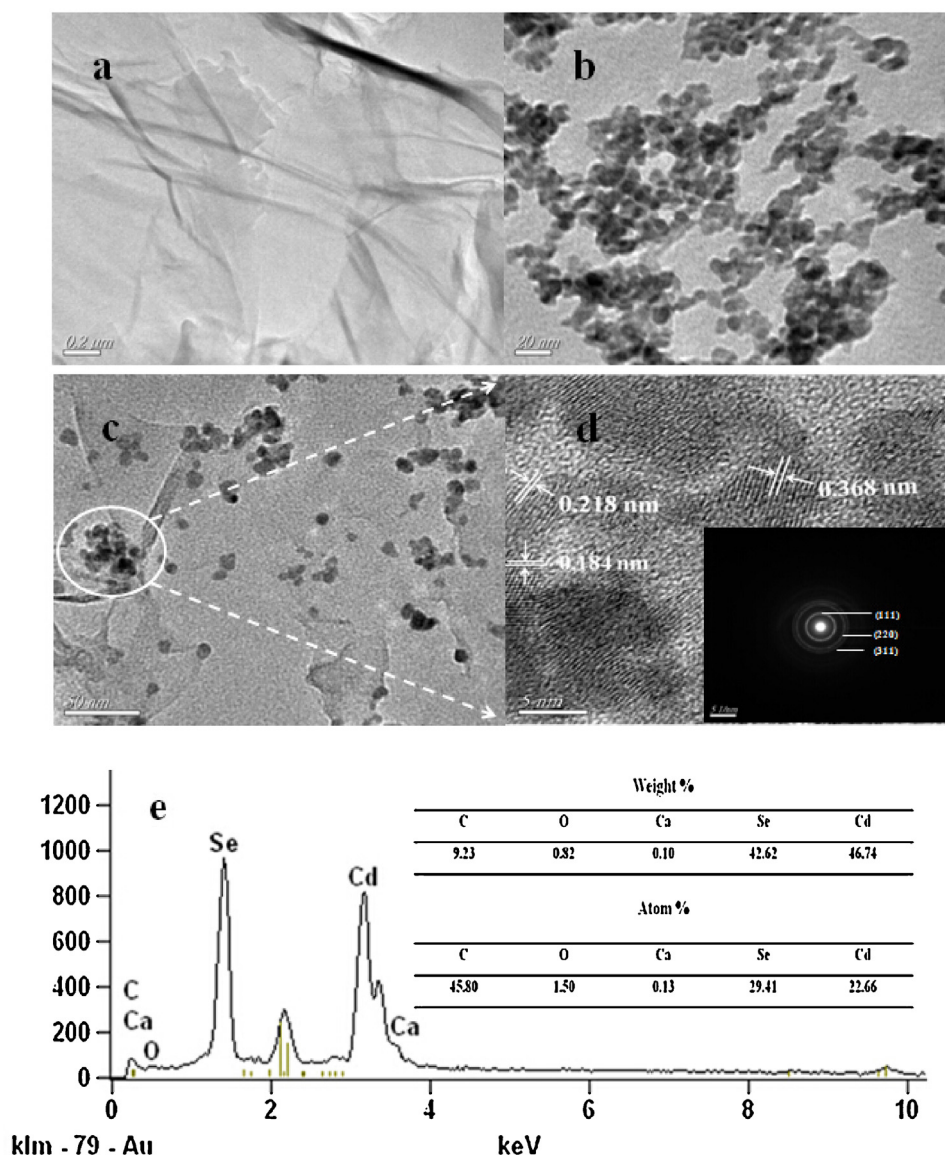 a
b
0.2 µm
20 nm
c
d
0.218 nm
0.368 nm
0.184 nm
(111)
(220)
(311)
50 nm
5 nm
e
1200
1000
800
600
400
200
0
Se
Cd
C
Ca
O
Ca
Weight %
C O Ca Se Cd
9.23 0.82 0.10 42.62 46.74
Atom %
C O Ca Se Cd
45.80 1.50 0.13 29.41 22.66
0 2 4 6 8 10
klm - 79 - Au keV